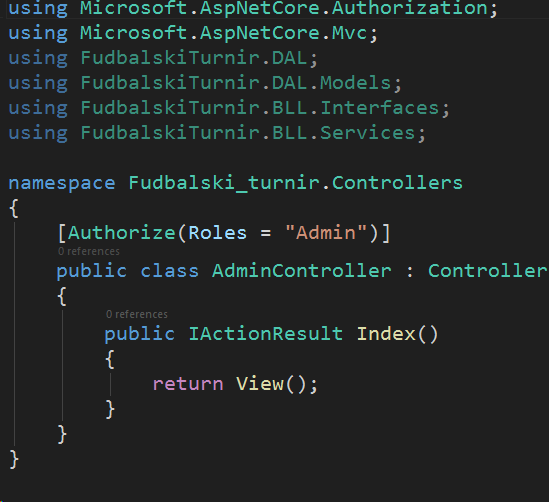 using Microsoft.AspNetCore.Authorization;
using Microsoft.AspNetCore.Mvc;
using FudbalskiTurnir.DAL;
using FudbalskiTurnir.DAL.Models;
using FudbalskiTurnir.BLL.Interfaces;
using FudbalskiTurnir.BLL.Services;
namespace Fudbalski_turnir.Controllers
{
[Authorize(Roles = "Admin")]
0 references
public class AdminController : Controller
{
0 references
public IActionResult Index()
{
return View();
}
}
}